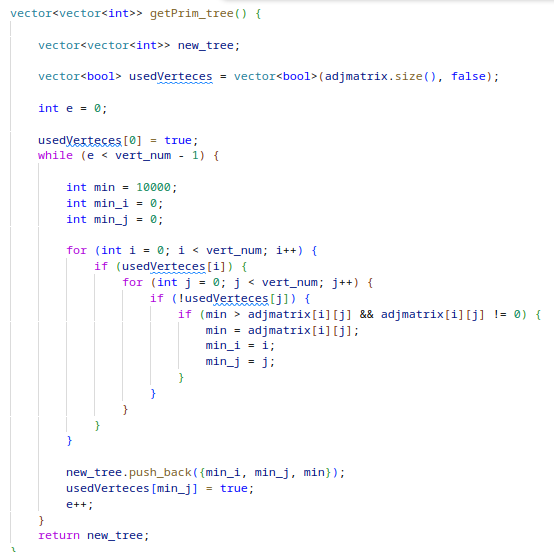 vector<vector<int>> getPrim_tree() {
vector<vector<int>> new_tree;
vector<bool> usedVerteces = vector<bool>(adjmatrix.size(), false);
int e = 0;
usedVerteces[0] = true;
while (e < vert_num - 1) {
int min = 10000;
int min_i = 0;
int min_j = 0;
for (int i = 0; i < vert_num; i++) {
if (usedVerteces[i]) {
for (int j = 0; j < vert_num; j++) {
if (!usedVerteces[j]) {
if (min > adjmatrix[i][j] && adjmatrix[i][j] != 0) {
min = adjmatrix[i][j];
min_i = i;
min_j = j;
}
}
}
}
}
new_tree.push_back({min_i, min_j, min});
usedVerteces[min_j] = true;
e++;
}
return new_tree;
}